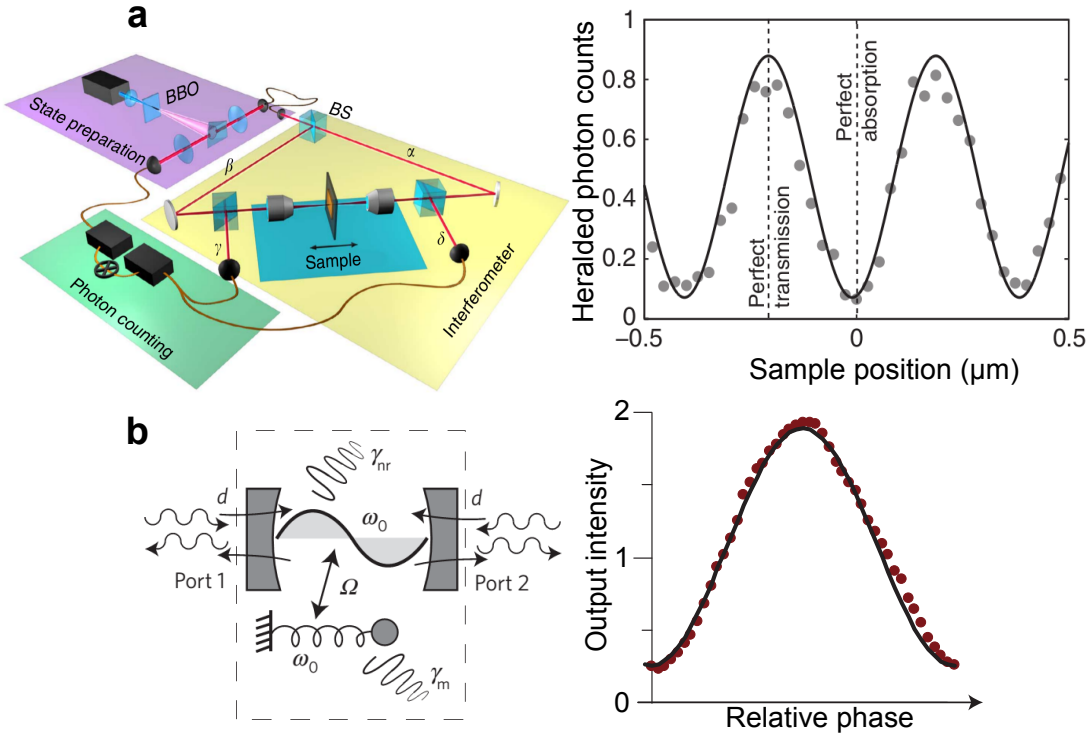 a
BBO
State preparation
BS
α
β
γ
δ
Sample
Interferometer
Photon counting
Heralded photon counts
1
0.8
0.6
0.4
0.2
0
Perfect
transmission
Perfect
absorption
−0.5
0
0.5
Sample position (μm)
b
γnr
d
ω0
d
Port 1
Ω
Port 2
ω0
γm
Output intensity
2
1
0
Relative phase